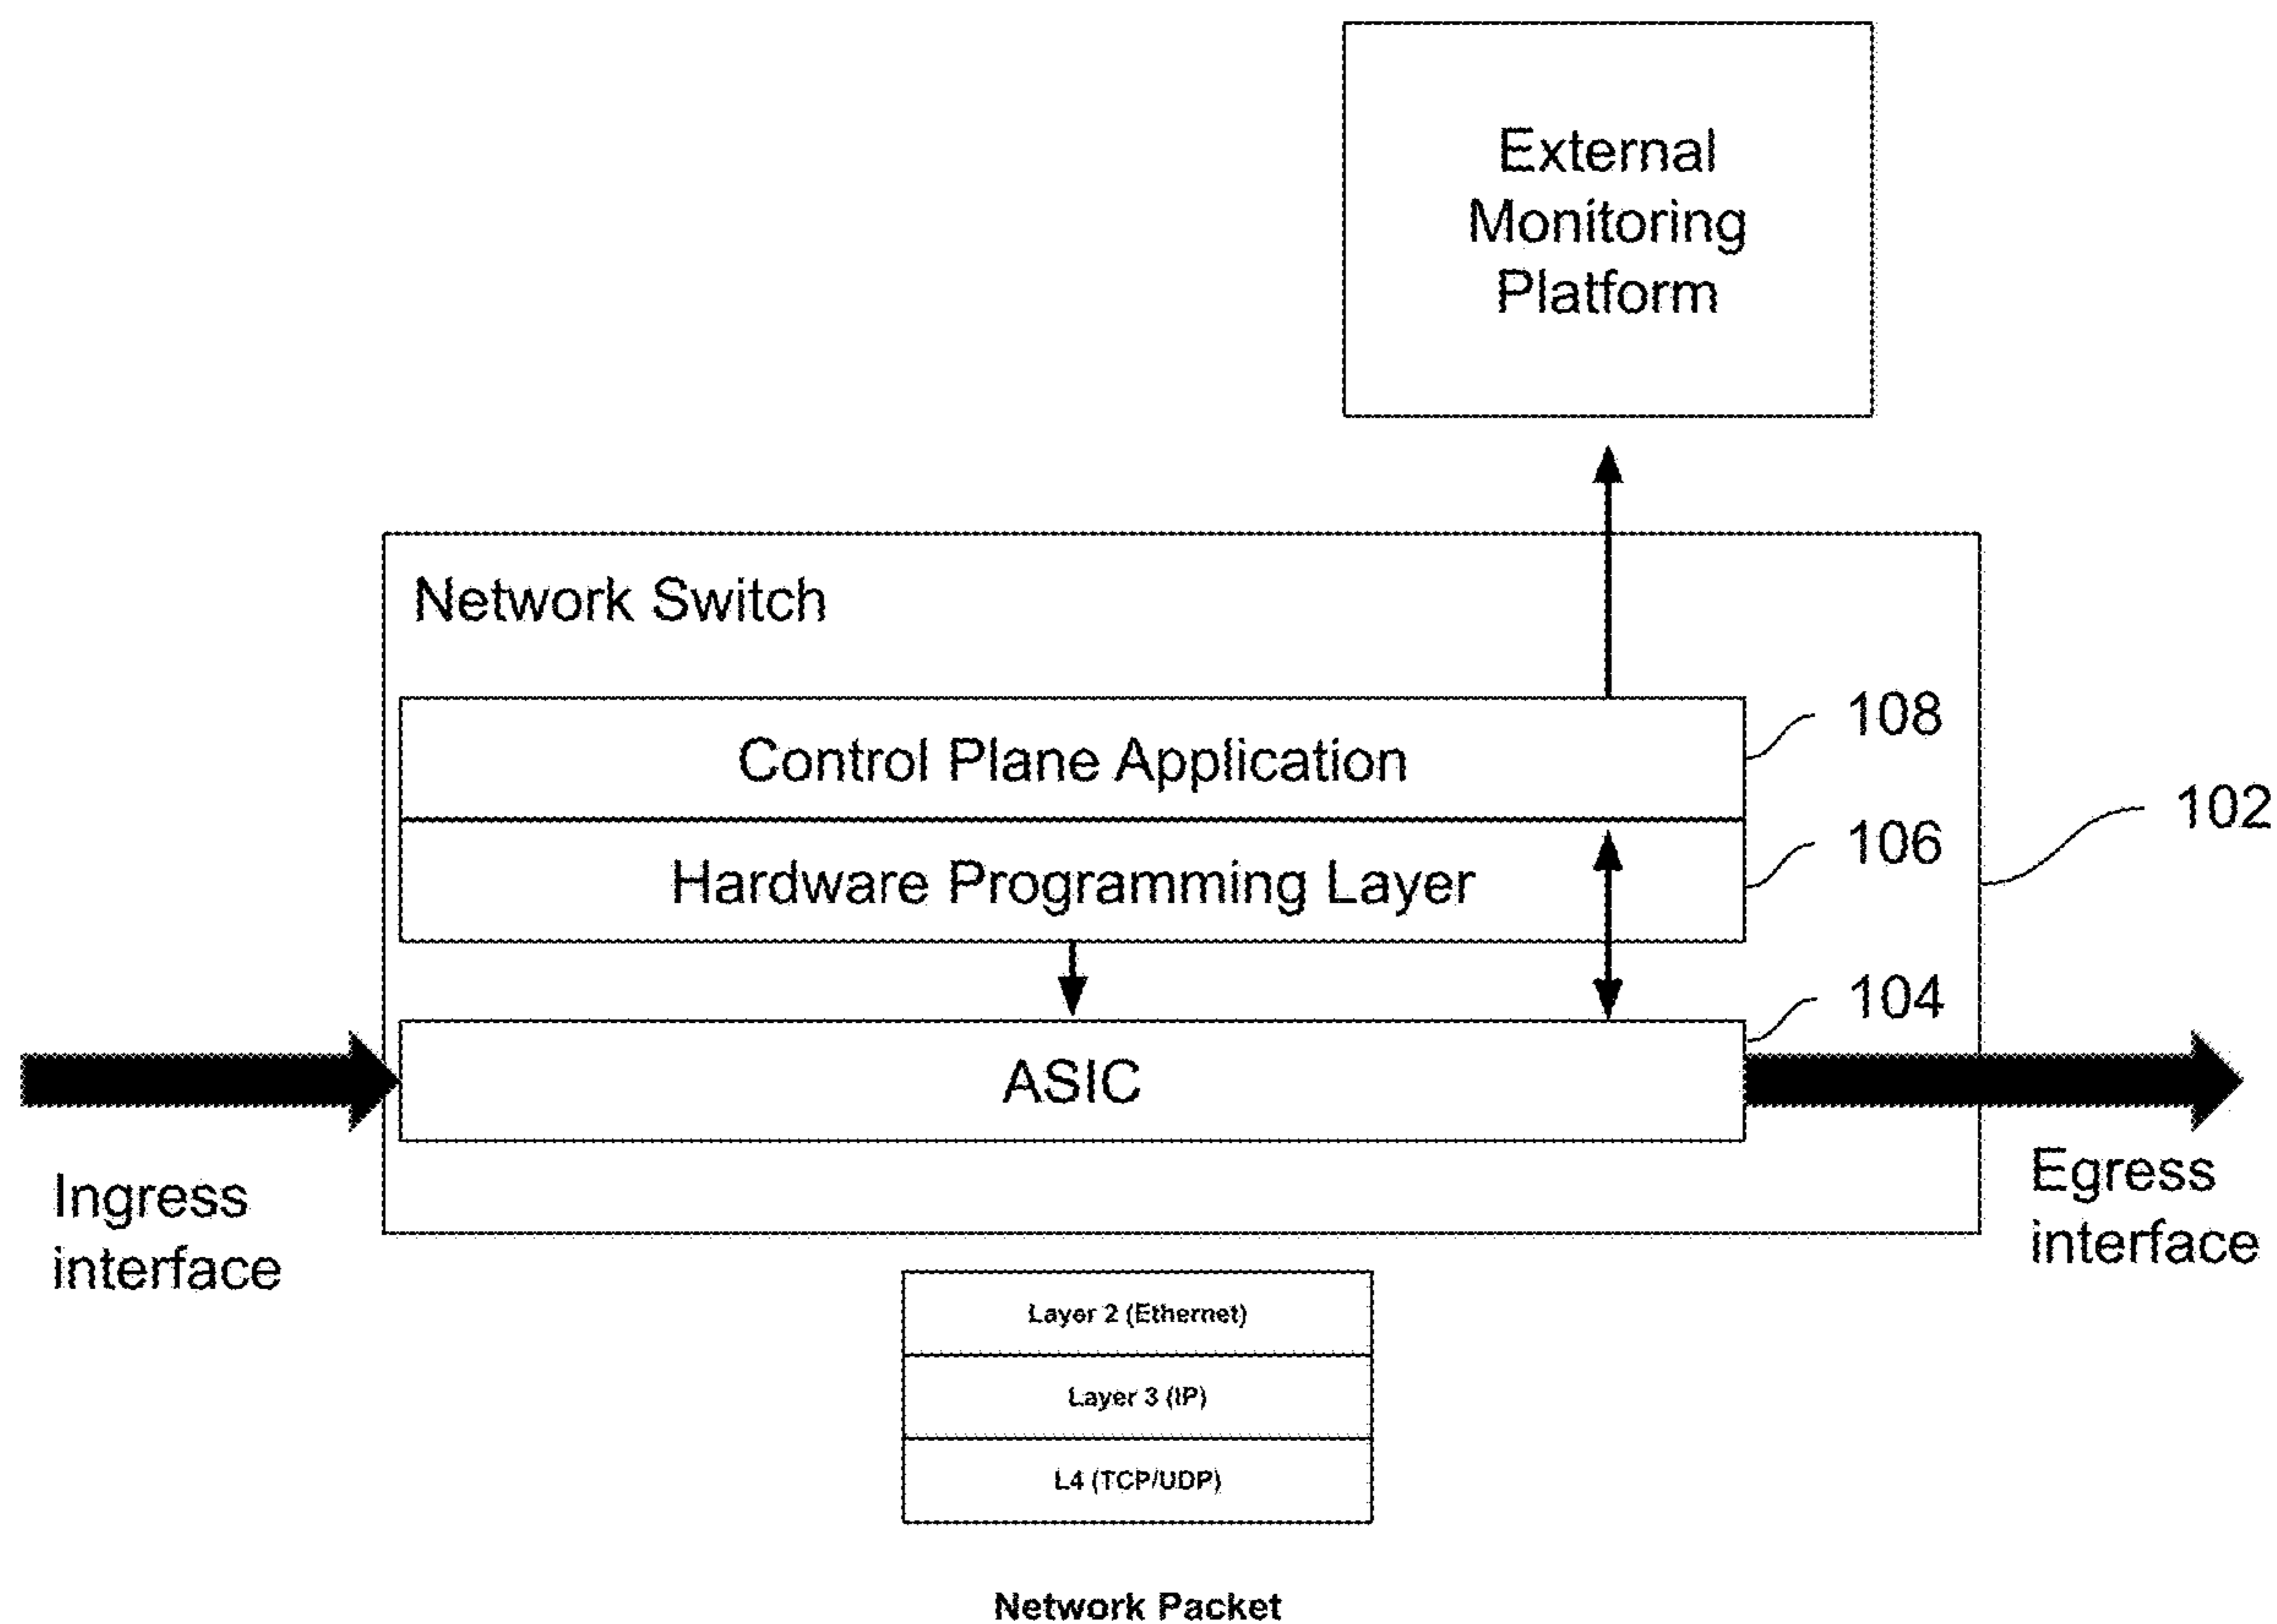 External
Monitoring
Platform
Network Switch
Control Plane Application
108
Hardware Programming Layer
106
102
104
ASIC
Ingress
interface
Egress
interface
Layer 2 (Ethernet)
Layer 3 (IP)
L4 (TCP/UDP)
Network Packet